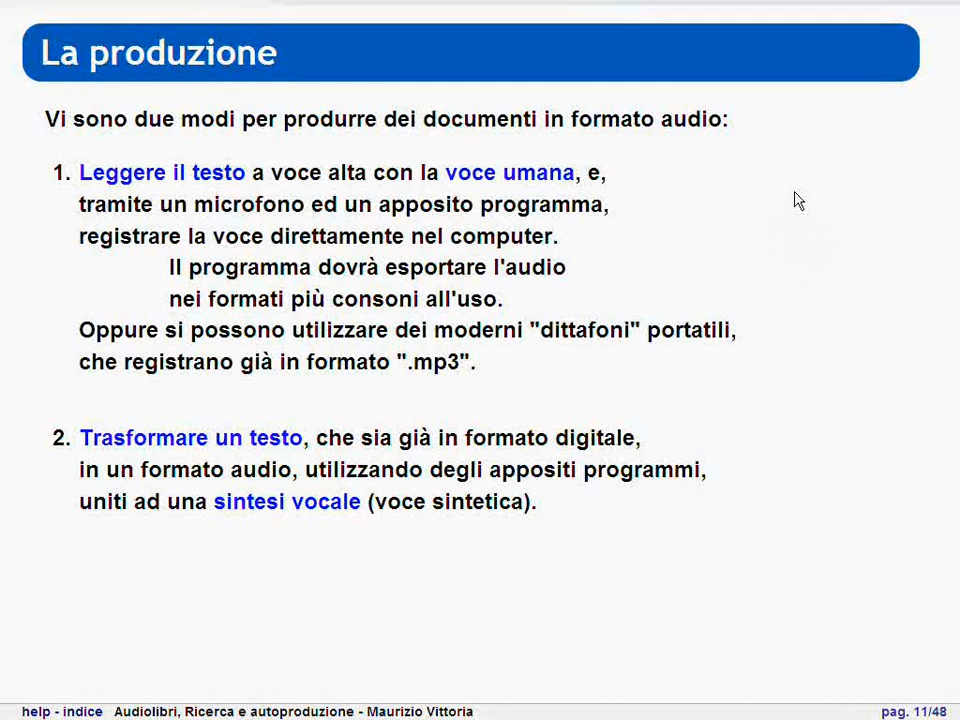 La produzione
Vi sono due modi per produrre dei documenti in formato audio:
1. Leggere il testo a voce alta con la voce umana, e,
tramite un microfono ed un apposito programma,
registrare la voce direttamente nel computer.
Il programma dovrà esportare l'audio
nei formati più consoni all'uso.
Oppure si possono utilizzare dei moderni "dittafoni" portatili,
che registrano già in formato ".mp3".
2. Trasformare un testo, che sia già in formato digitale,
in un formato audio, utilizzando degli appositi programmi,
uniti ad una sintesi vocale (voce sintetica).
help - indice Audiolibri, Ricerca e autoproduzione - Maurizio Vittoria pag. 11/48